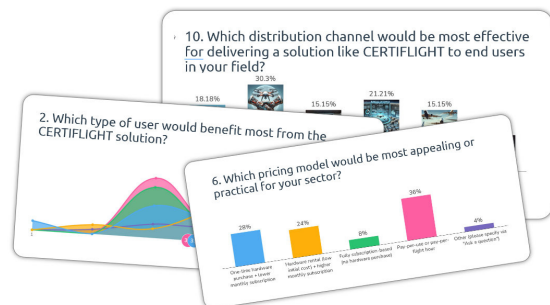 10. Which distribution channel would be most effective
for delivering a solution like CERTIFLIGHT to end users
in your field?
30.3%
18.18%
15.15%
21.21%
15.15%
2. Which type of user would benefit most from the
CERTIFLIGHT solution?
6. Which pricing model would be most appealing or
practical for your sector?
28%
24%
8%
36%
4%
One-time hardware
purchase + lower
monthly subscription
Hardware rental (low
initial cost) + higher
monthly subscription
Fully subscription-based
(no hardware purchase)
Pay-per-use or pay-per-
flight hour
Other (please specify via
"Ask a question")